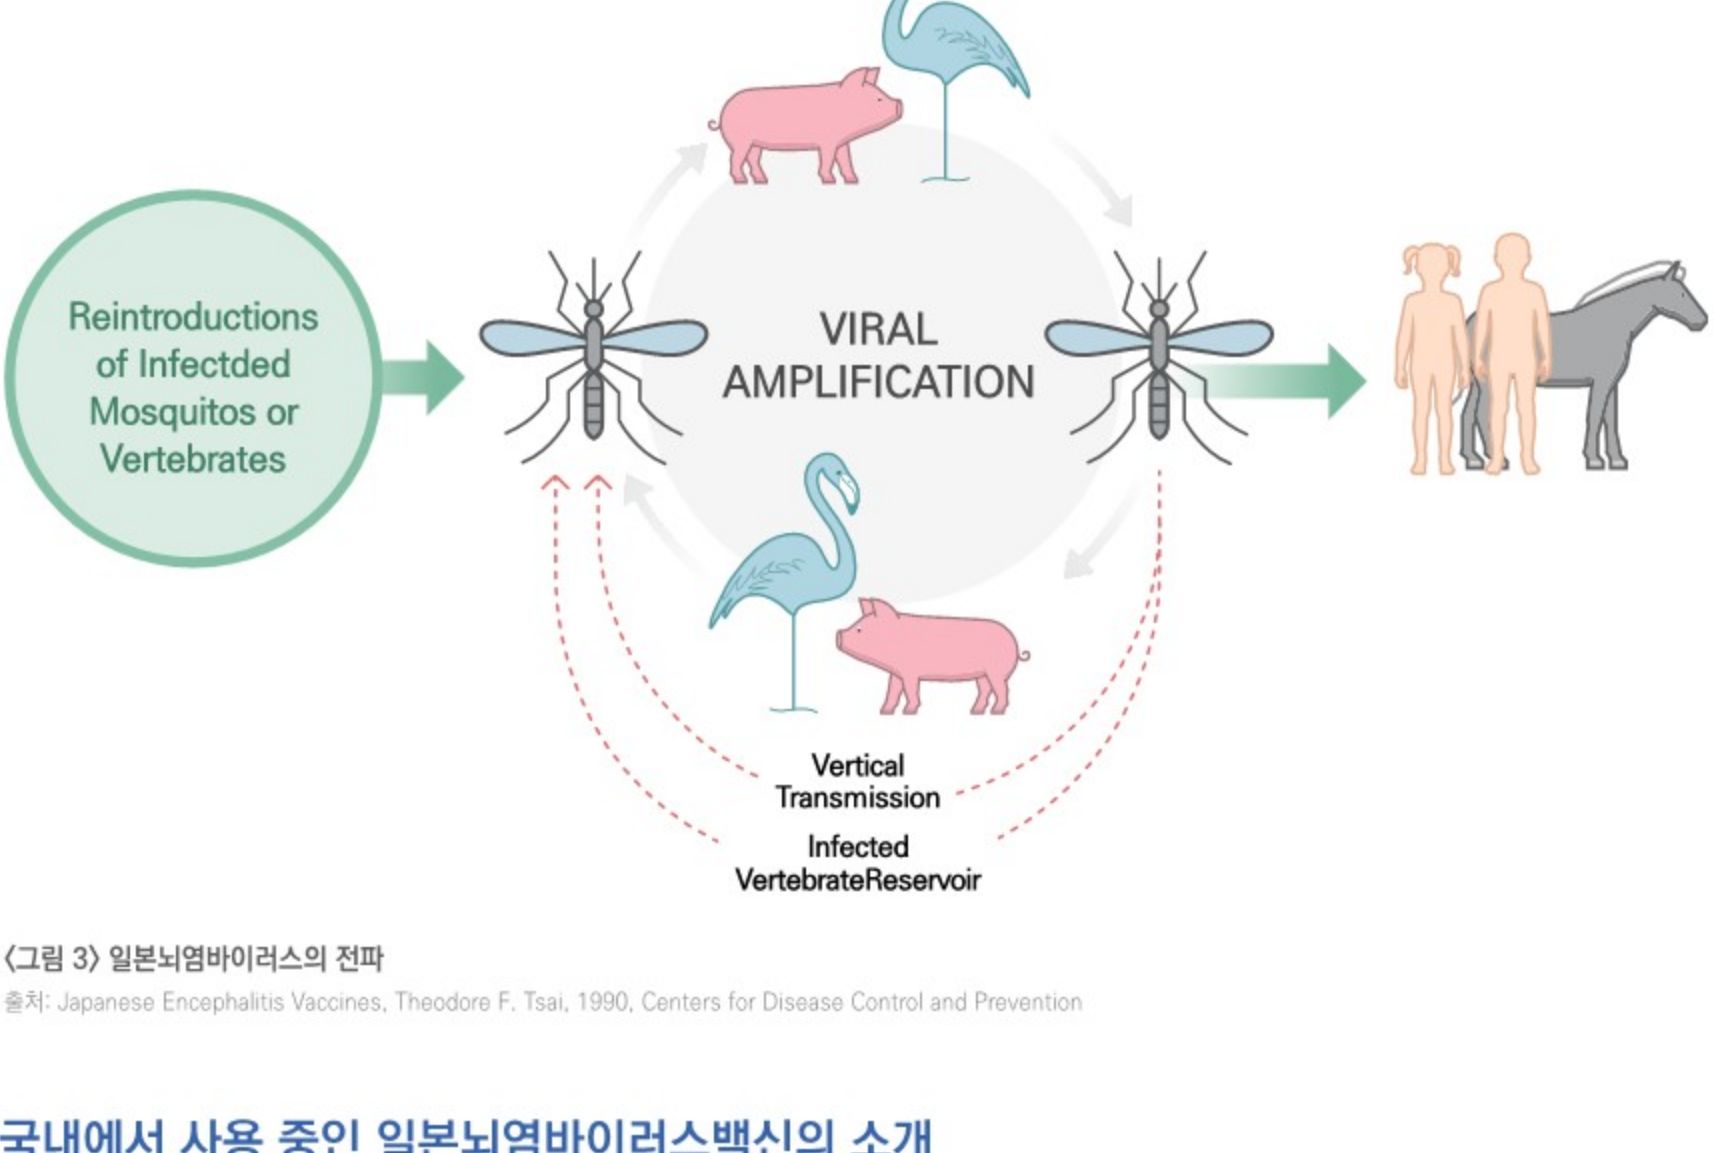 Reintroductions
of Infectded
Mosquitos or
Vertebrates
VIRAL
AMPLIFICATION
Vertical
Transmission
Infected
VertebrateReservoir
<그림 3> 일본뇌염바이러스의 전파
출처: Japanese Encephalitis Vaccines, Theodore F. Tsai, 1990, Centers for Disease Control and Prevention
국내에서 사용 중인 일본뇌염바이러스백신의 소개